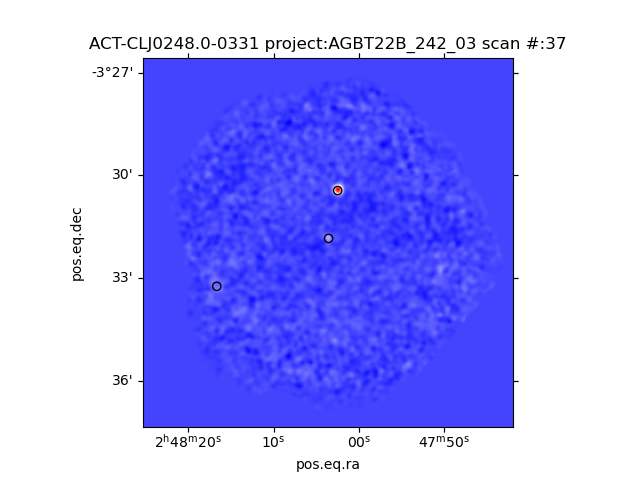 ACT-CLJ0248.0-0331 project:AGBT22B_242_03 scan #:37
-3°27'
30'
33'
36'
pos.eq.dec
2ʰ48ᵐ20ˢ 10ˢ 00ˢ 47ᵐ50ˢ
pos.eq.ra